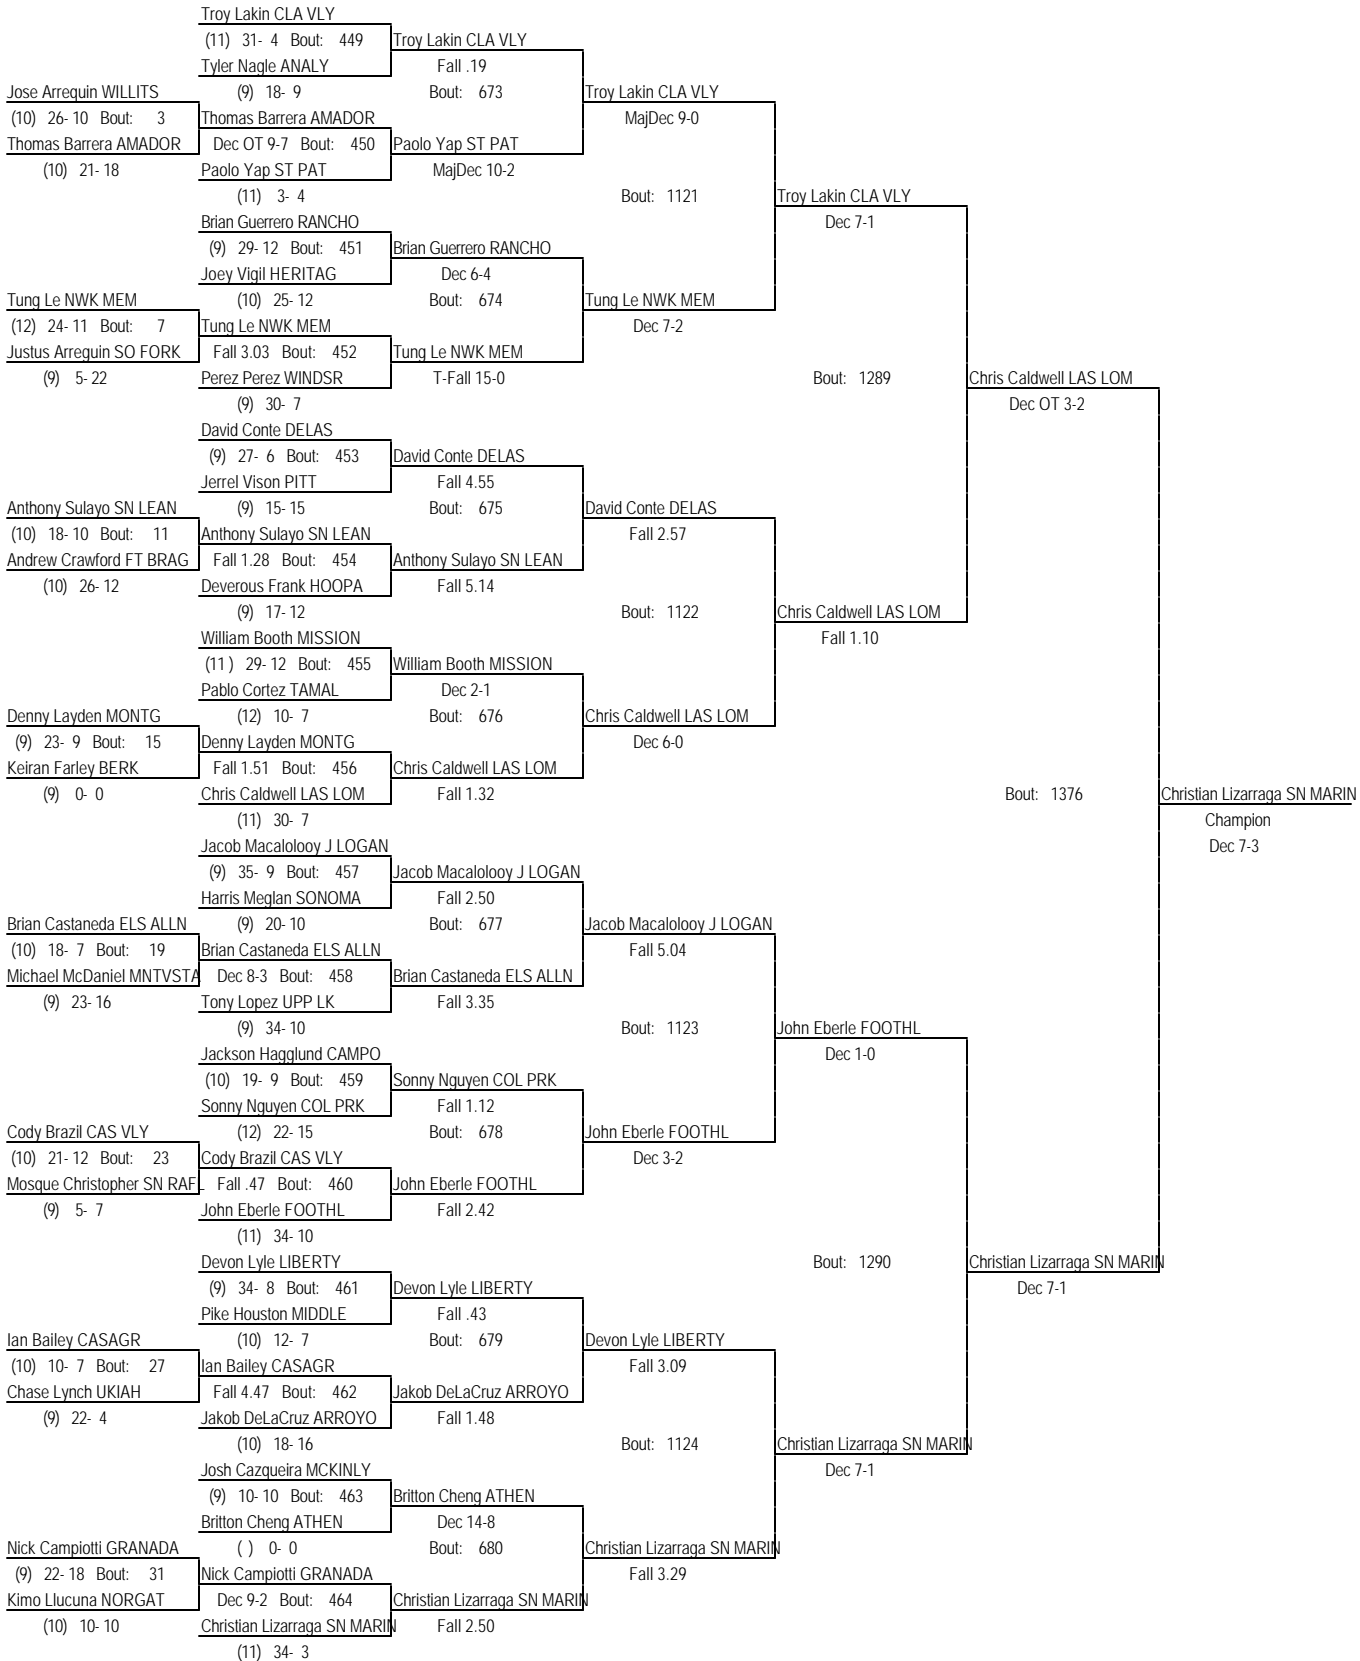 Troy Lakin CLA VLY
(11) 31- 4 Bout: 449 Troy Lakin CLA VLY
Tyler Nagle ANALY Fall .19
Jose Arrequin WILLITS (9) 18- 9 Bout: 673 Troy Lakin CLA VLY
(10) 26- 10 Bout: 3 Thomas Barrera AMADOR MajDec 9-0
Thomas Barrera AMADOR Dec OT 9-7 Bout: 450 Paolo Yap ST PAT
(10) 21- 18 Paolo Yap ST PAT MajDec 10-2
(11) 3- 4 Bout: 1121 Troy Lakin CLA VLY
Brian Guerrero RANCHO Dec 7-1
(9) 29- 12 Bout: 451 Brian Guerrero RANCHO
Joey Vigil HERITAG Dec 6-4
Tung Le NWK MEM (10) 25- 12 Bout: 674 Tung Le NWK MEM
(12) 24- 11 Bout: 7 Tung Le NWK MEM Dec 7-2
Justus Arreguin SO FORK Fall 3.03 Bout: 452 Tung Le NWK MEM
(9) 5- 22 Perez Perez WINDSR T-Fall 15-0 Bout: 1289 Chris Caldwell LAS LOM
(9) 30- 7 Dec OT 3-2
David Conte DELAS
(9) 27- 6 Bout: 453 David Conte DELAS
Jerrel Vison PITT Fall 4.55
Anthony Sulayo SN LEAN (9) 15- 15 Bout: 675 David Conte DELAS
(10) 18- 10 Bout: 11 Anthony Sulayo SN LEAN Fall 2.57
Andrew Crawford FT BRAG Fall 1.28 Bout: 454 Anthony Sulayo SN LEAN
(10) 26- 12 Deverous Frank HOOPA Fall 5.14
(9) 17- 12 Bout: 1122 Chris Caldwell LAS LOM
William Booth MISSION Fall 1.10
(11 ) 29- 12 Bout: 455 William Booth MISSION
Pablo Cortez TAMAL Dec 2-1
Denny Layden MONTG (12) 10- 7 Bout: 676 Chris Caldwell LAS LOM
(9) 23- 9 Bout: 15 Denny Layden MONTG Dec 6-0
Keiran Farley BERK Fall 1.51 Bout: 456 Chris Caldwell LAS LOM
(9) 0- 0 Chris Caldwell LAS LOM Fall 1.32 Bout: 1376 Christian Lizarraga SN MARIN
(11) 30- 7 Champion
Jacob Macalolooy J LOGAN Dec 7-3
(9) 35- 9 Bout: 457 Jacob Macalolooy J LOGAN
Harris Meglan SONOMA Fall 2.50
Brian Castaneda ELS ALLN (9) 20- 10 Bout: 677 Jacob Macalolooy J LOGAN
(10) 18- 7 Bout: 19 Brian Castaneda ELS ALLN Fall 5.04
Michael McDaniel MNTVSTA Dec 8-3 Bout: 458 Brian Castaneda ELS ALLN
(9) 23- 16 Tony Lopez UPP LK Fall 3.35
(9) 34- 10 Bout: 1123 John Eberle FOOTHL
Jackson Hagglund CAMPO Dec 1-0
(10) 19- 9 Bout: 459 Sonny Nguyen COL PRK
Sonny Nguyen COL PRK Fall 1.12
Cody Brazil CAS VLY (12) 22- 15 Bout: 678 John Eberle FOOTHL
(10) 21- 12 Bout: 23 Cody Brazil CAS VLY Dec 3-2
Mosque Christopher SN RAFL Fall .47 Bout: 460 John Eberle FOOTHL
(9) 5- 7 John Eberle FOOTHL Fall 2.42
(11) 34- 10
Devon Lyle LIBERTY Bout: 1290 Christian Lizarraga SN MARIN
(9) 34- 8 Bout: 461 Devon Lyle LIBERTY Dec 7-1
Pike Houston MIDDLE Fall .43
Ian Bailey CASAGR (10) 12- 7 Bout: 679 Devon Lyle LIBERTY
(10) 10- 7 Bout: 27 Ian Bailey CASAGR Fall 3.09
Chase Lynch UKIAH Fall 4.47 Bout: 462 Jakob DeLaCruz ARROYO
(9) 22- 4 Jakob DeLaCruz ARROYO Fall 1.48
(10) 18- 16 Bout: 1124 Christian Lizarraga SN MARIN
Josh Cazqueira MCKINLY Dec 7-1
(9) 10- 10 Bout: 463 Britton Cheng ATHEN
Britton Cheng ATHEN Dec 14-8
Nick Campiotti GRANADA ( ) 0- 0 Bout: 680 Christian Lizarraga SN MARIN
(9) 22- 18 Bout: 31 Nick Campiotti GRANADA Fall 3.29
Kimo Llucuna NORGAT Dec 9-2 Bout: 464 Christian Lizarraga SN MARIN
(10) 10- 10 Christian Lizarraga SN MARIN Fall 2.50
(11) 34- 3